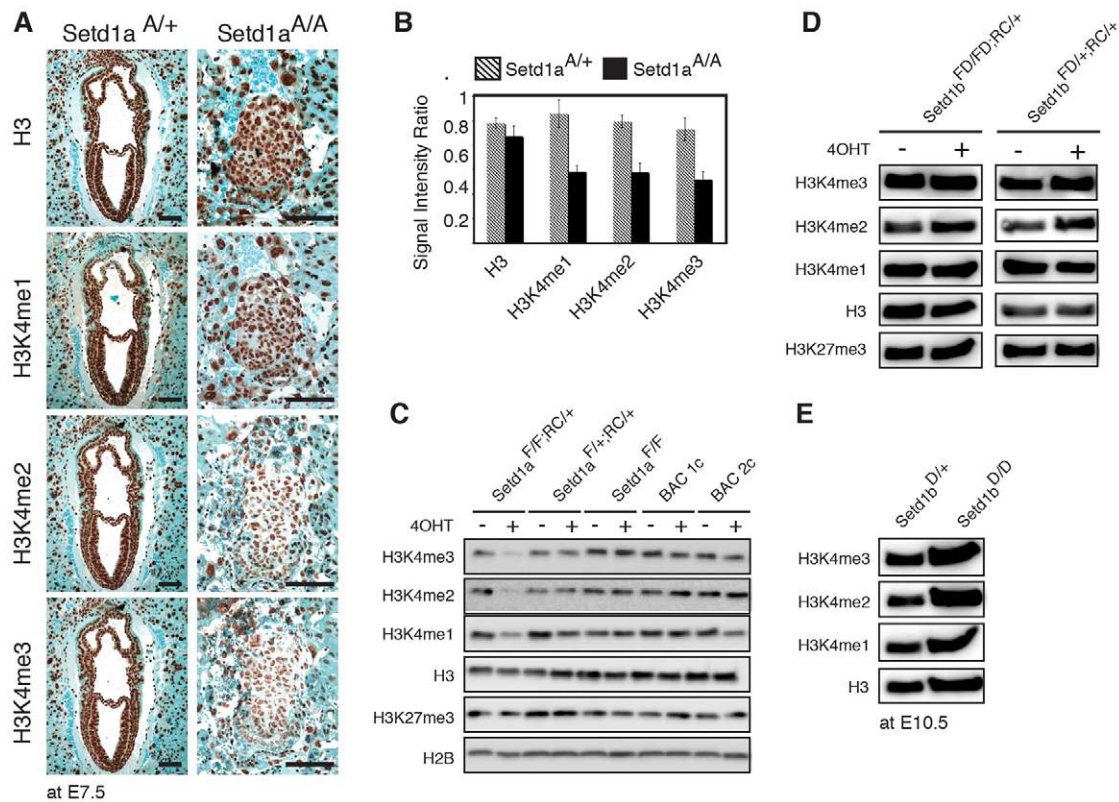 A
Setd1a A/+
Setd1a A/A
H3
H3K4me1
H3K4me2
H3K4me3
at E7.5
B
Setd1a A/+
Setd1a A/A
Signal Intensity Ratio
1
0.8
0.6
0.4
0.2
H3
H3K4me1
H3K4me2
H3K4me3
C
Setd1a F/F;RC/+
Setd1a F/+;RC/+
Setd1a F/F
BAC 1c
BAC 2c
4OHT - + - + - + - + - +
H3K4me3
H3K4me2
H3K4me1
H3
H3K27me3
H2B
D
Setd1b FD/FD;RC/+
Setd1b FD/+;RC/+
4OHT - + - +
H3K4me3
H3K4me2
H3K4me1
H3
H3K27me3
E
Setd1b D/+
Setd1b D/D
H3K4me3
H3K4me2
H3K4me1
H3
at E10.5